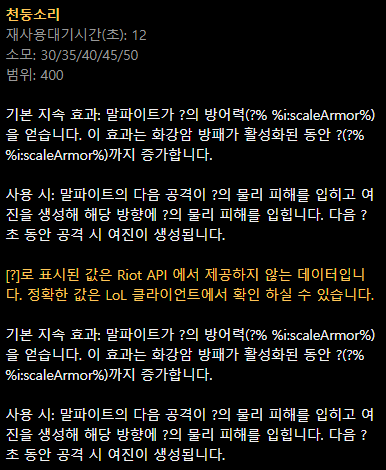 천둥소리
재사용대기시간(초): 12
소모: 30/35/40/45/50
범위: 400
기본 지속 효과: 말파이트가 ?의 방어력(?% %i:scaleArmor%)
을 얻습니다. 이 효과는 화강암 방패가 활성화된 동안 ?(?%
%i:scaleArmor%)까지 증가합니다.
사용 시: 말파이트의 다음 공격이 ?의 물리 피해를 입히고 여
진을 생성해 해당 방향에 ?의 물리 피해를 입힙니다. 다음 ?
초 동안 공격 시 여진이 생성됩니다.
[?]로 표시된 값은 Riot API 에서 제공하지 않는 데이터입니
다. 정확한 값은 LoL 클라이언트에서 확인 하실 수 있습니다.
기본 지속 효과: 말파이트가 ?의 방어력(?% %i:scaleArmor%)
을 얻습니다. 이 효과는 화강암 방패가 활성화된 동안 ?(?%
%i:scaleArmor%)까지 증가합니다.
사용 시: 말파이트의 다음 공격이 ?의 물리 피해를 입히고 여
진을 생성해 해당 방향에 ?의 물리 피해를 입힙니다. 다음 ?
초 동안 공격 시 여진이 생성됩니다.